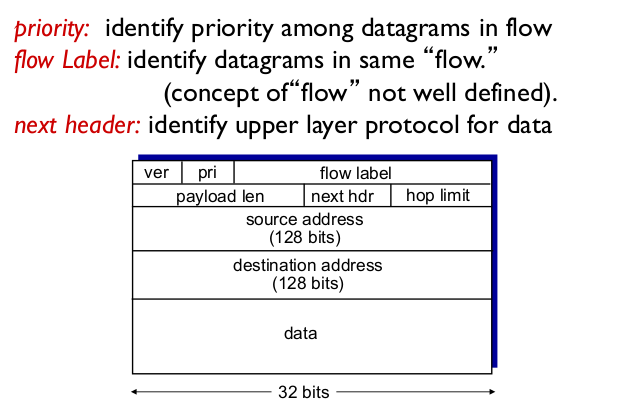 priority: identify priority among datagrams in flow
flow Label: identify datagrams in same “flow.”
(concept of“flow” not well defined).
next header: identify upper layer protocol for data
ver pri flow label
payload len next hdr hop limit
source address
(128 bits)
destination address
(128 bits)
data
32 bits